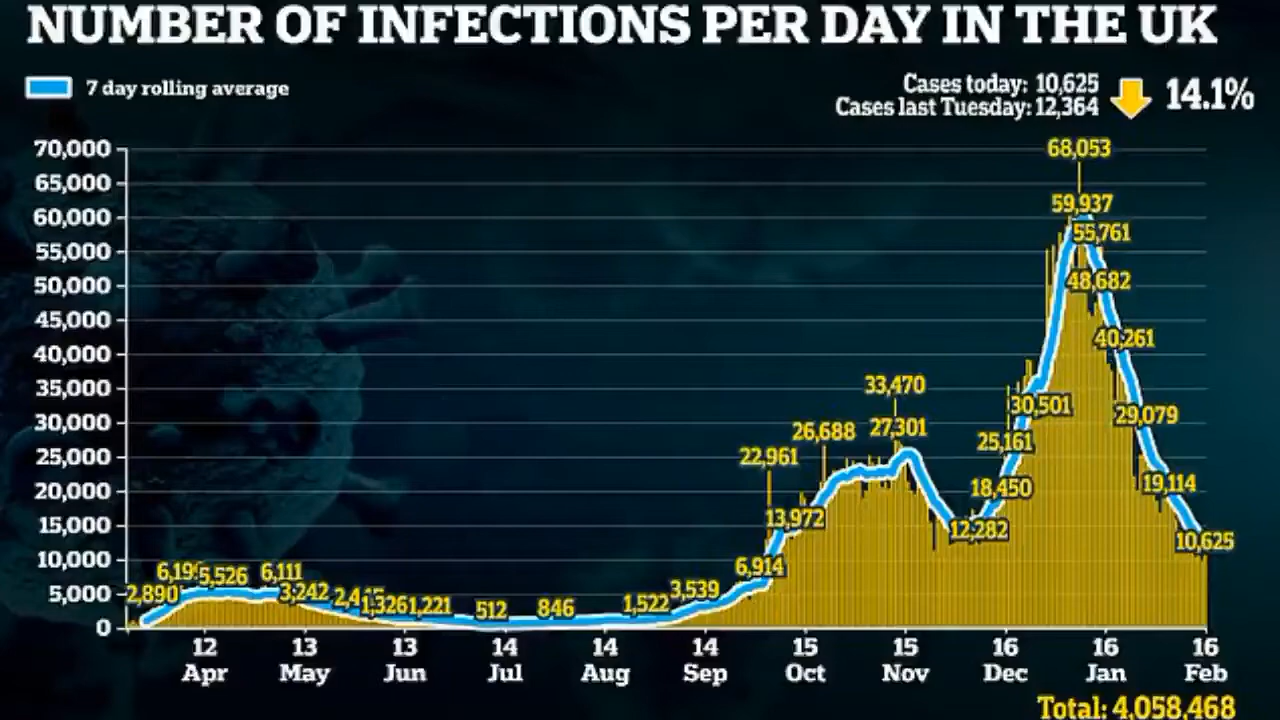 NUMBER OF INFECTIONS PER DAY IN THE UK
7 day rolling average
Cases today: 10,625
Cases last Tuesday: 12,364
14.1%
70,000
65,000
60,000
55,000
50,000
45,000
40,000
35,000
30,000
25,000
20,000
15,000
10,000
5,000
0
2,890
5,526
6,111
3,242
1,326
1,221
512
846
1,522
3,539
6,914
22,961
13,972
26,688
33,470
27,301
12,282
18,450
25,161
30,501
68,053
59,937
55,761
48,682
40,261
29,079
19,114
10,625
12 Apr
13 May
13 Jun
14 Jul
14 Aug
14 Sep
15 Oct
15 Nov
16 Dec
16 Jan
16 Feb
Total: 4,058,468